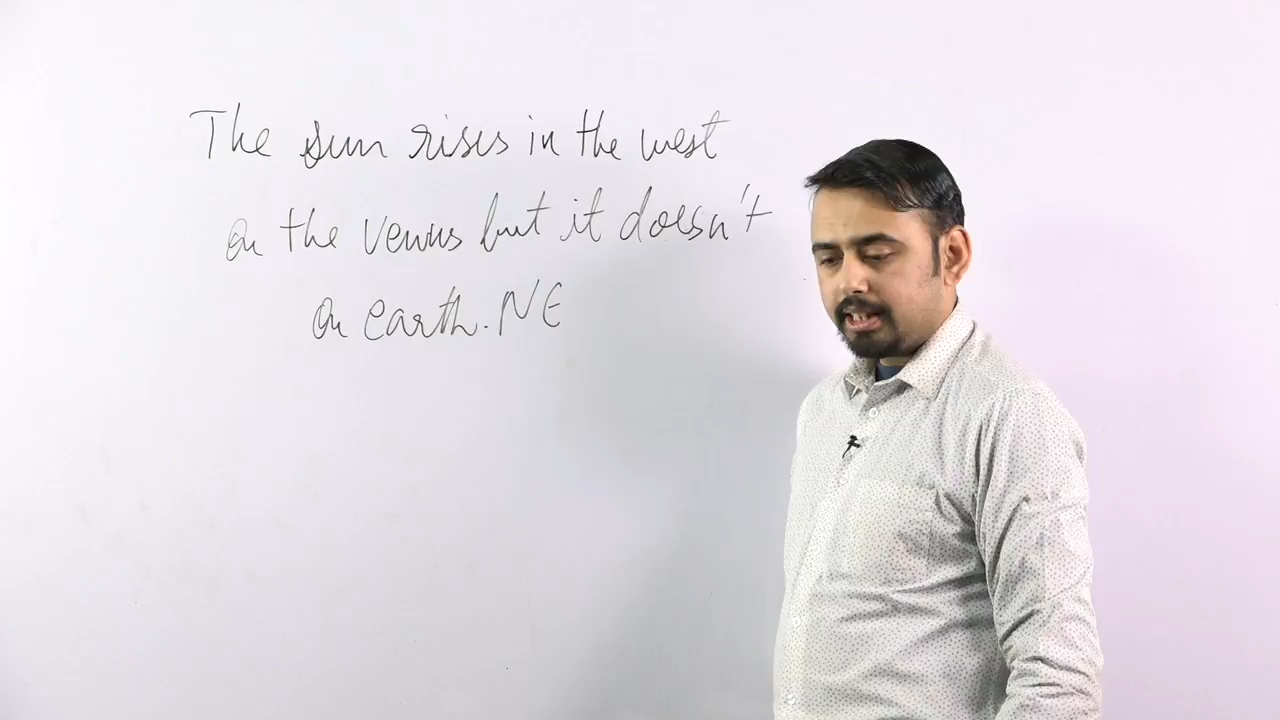 The sun rises in the west
on the venus but it doesn't
on earth. NE